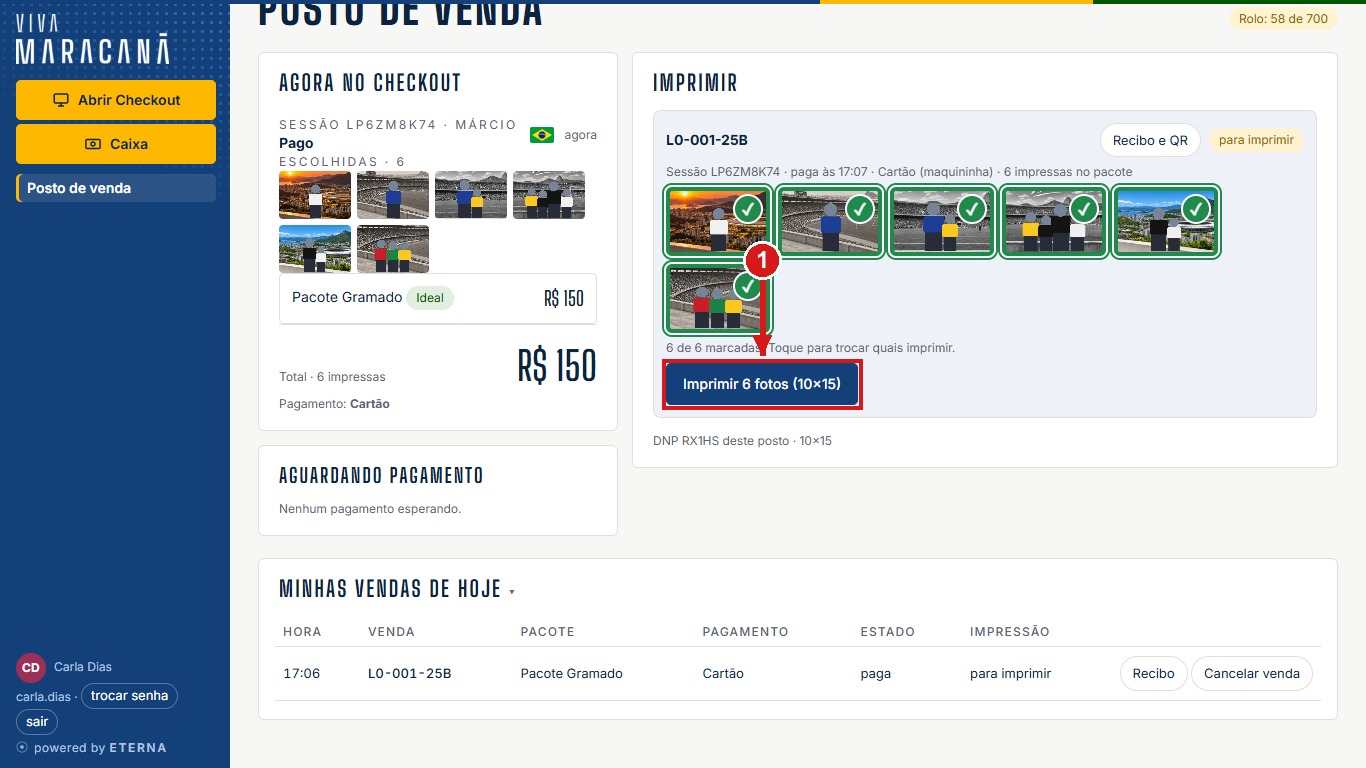 VIVA
MARACANÃ
Abrir Checkout
Caixa
Posto de venda
CD
Carla Dias
carla.dias · trocar senha
sair
powered by ETERNA
POSTO DE VENDA
Rolo: 58 de 700
AGORA NO CHECKOUT
SESSÃO LP6ZM8K74 · MÁRCIO
Pago
agora
ESCOLHIDAS · 6
Pacote Gramado Ideal R$ 150
Total · 6 impressas R$ 150
Pagamento: Cartão
AGUARDANDO PAGAMENTO
Nenhum pagamento esperando.
IMPRIMIR
L0-001-25B Recibo e QR para imprimir
Sessão LP6ZM8K74 · paga às 17:07 · Cartão (maquininha) · 6 impressas no pacote
1
6 de 6 marcadas. Toque para trocar quais imprimir.
Imprimir 6 fotos (10×15)
DNP RX1HS deste posto · 10×15
MINHAS VENDAS DE HOJE
HORA VENDA PACOTE PAGAMENTO ESTADO IMPRESSÃO
17:06 L0-001-25B Pacote Gramado Cartão paga para imprimir Recibo Cancelar venda